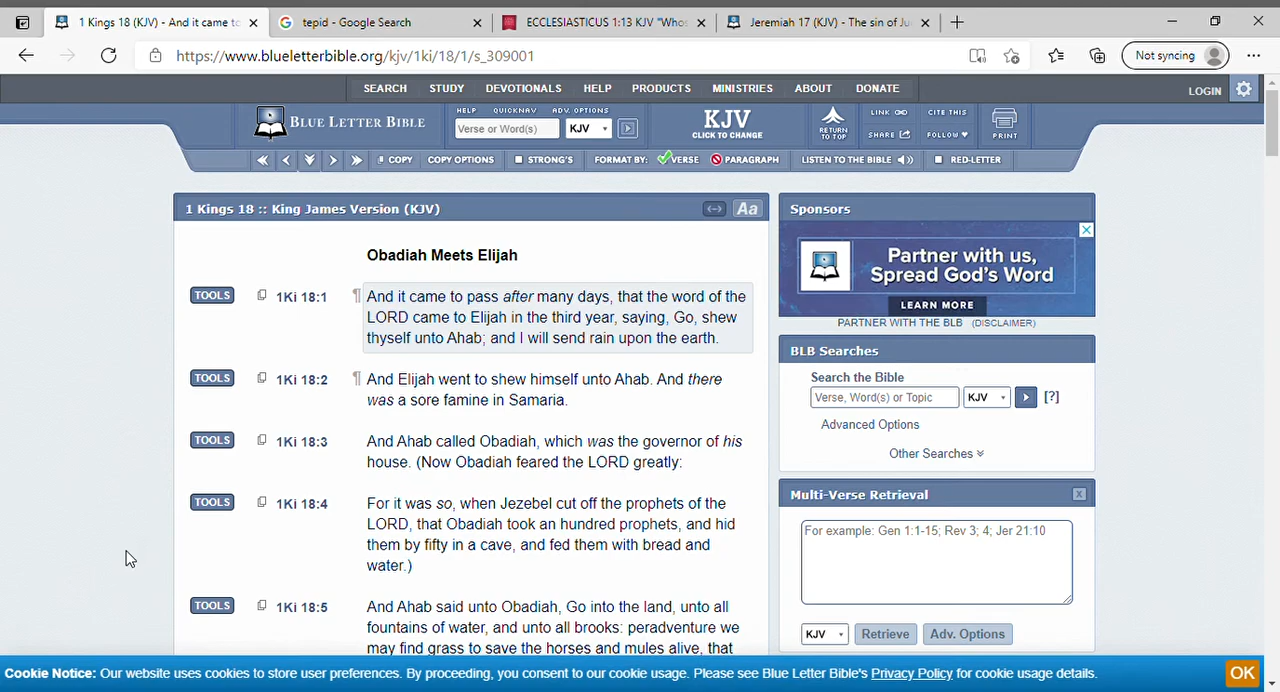 1 Kings 18 (KJV) - And it came to
tepid - Google Search
ECCLESIASTICUS 1:13 KJV "Whos
Jeremiah 17 (KJV) - The sin of Ju
https://www.blueletterbible.org/kjv/1ki/18/1/s_309001
Not syncing
SEARCH STUDY DEVOTIONALS HELP PRODUCTS MINISTRIES ABOUT DONATE
LOGIN
BLUE LETTER BIBLE
HELP QUICKNAV ADV. OPTIONS
Verse or Word(s) KJV
KJV
CLICK TO CHANGE
RETURN
TO TOP
LINK
CITE THIS
SHARE
FOLLOW
PRINT
COPY COPY OPTIONS STRONG'S FORMAT BY: VERSE PARAGRAPH LISTEN TO THE BIBLE RED-LETTER
1 Kings 18 :: King James Version (KJV)
Aa
Obadiah Meets Elijah
TOOLS 1Ki 18:1 ¶ And it came to pass after many days, that the word of the
LORD came to Elijah in the third year, saying, Go, shew
thyself unto Ahab; and I will send rain upon the earth.
TOOLS 1Ki 18:2 ¶ And Elijah went to shew himself unto Ahab. And there
was a sore famine in Samaria.
TOOLS 1Ki 18:3 And Ahab called Obadiah, which was the governor of his
house. (Now Obadiah feared the LORD greatly:
TOOLS 1Ki 18:4 For it was so, when Jezebel cut off the prophets of the
LORD, that Obadiah took an hundred prophets, and hid
them by fifty in a cave, and fed them with bread and
water.)
TOOLS 1Ki 18:5 And Ahab said unto Obadiah, Go into the land, unto all
fountains of water, and unto all brooks: peradventure we
may find grass to save the horses and mules alive, that
Sponsors
Partner with us,
Spread God's Word
LEARN MORE
PARTNER WITH THE BLB (DISCLAIMER)
BLB Searches
Search the Bible
Verse, Word(s) or Topic KJV [?]
Advanced Options
Other Searches
Multi-Verse Retrieval
For example: Gen 1:1-15; Rev 3; 4; Jer 21:10
KJV Retrieve Adv. Options
Cookie Notice: Our website uses cookies to store user preferences. By proceeding, you consent to our cookie usage. Please see Blue Letter Bible's Privacy Policy for cookie usage details.
OK